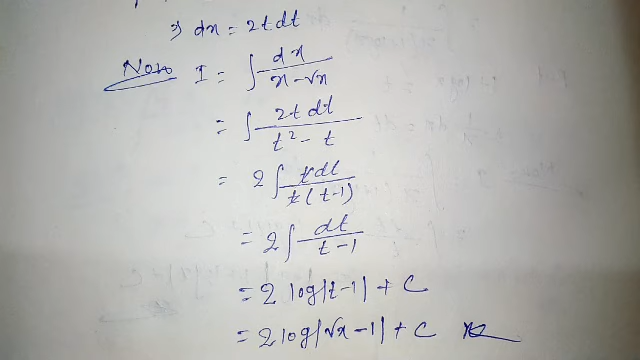 ⇒ dx = 2t dt
Now I = ∫ dx / x - √x
= ∫ 2t dt / t² - t
= 2 ∫ t dt / t(t-1)
= 2 ∫ dt / t-1
= 2 log|t-1| + C
= 2 log|√x - 1| + C